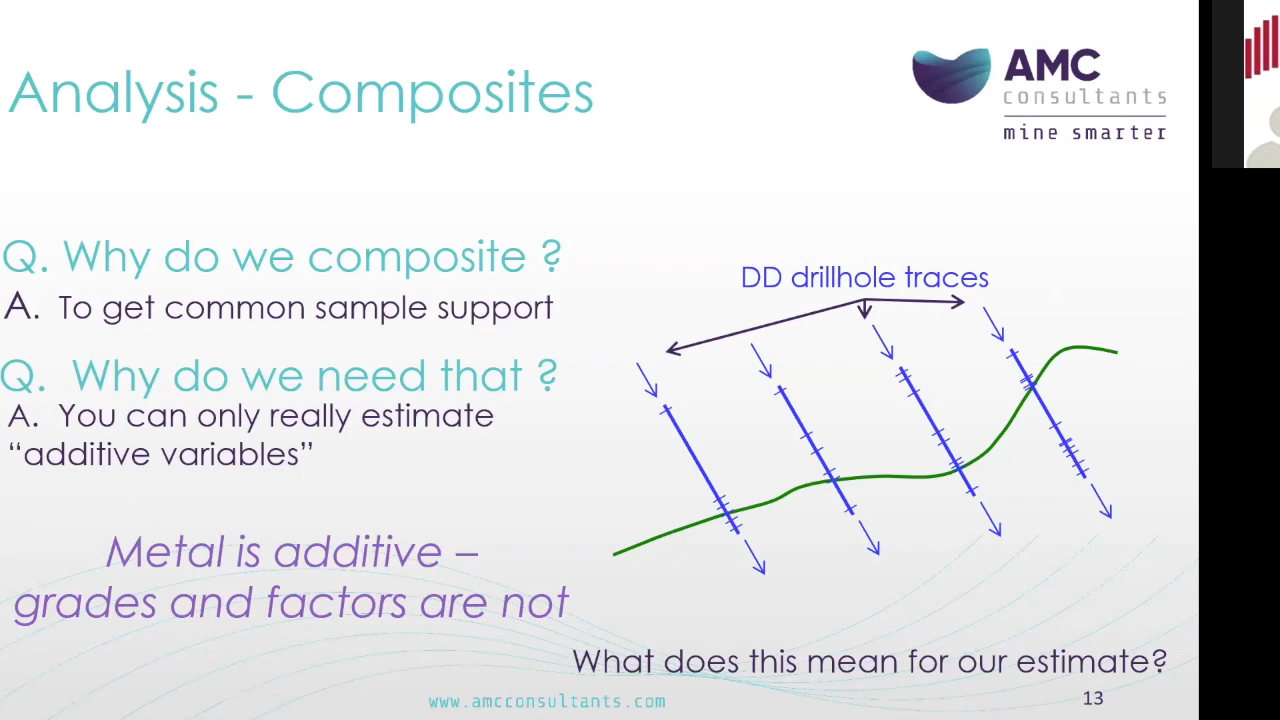 Analysis - Composites
AMC
consultants
mine smarter
Q. Why do we composite ?
A. To get common sample support
Q. Why do we need that ?
A. You can only really estimate
“additive variables”
Metal is additive –
grades and factors are not
DD drillhole traces
What does this mean for our estimate?
www.amcconsultants.com
13